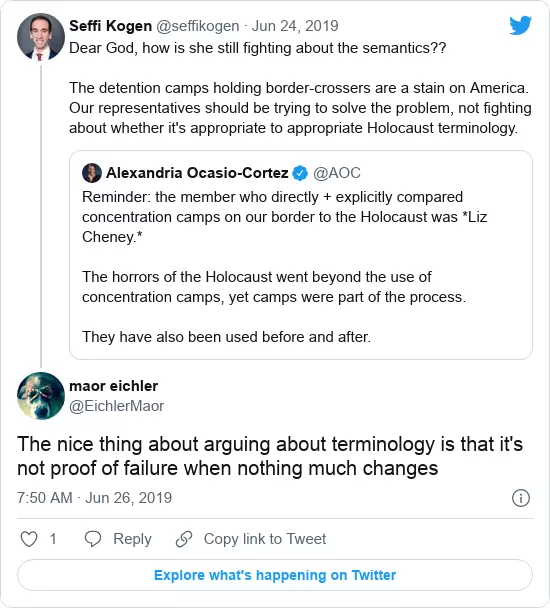 Seffi Kogen @seffikogen · Jun 24, 2019
Dear God, how is she still fighting about the semantics??
The detention camps holding border-crossers are a stain on America.
Our representatives should be trying to solve the problem, not fighting
about whether it's appropriate to appropriate Holocaust terminology.
Alexandria Ocasio-Cortez @AOC
Reminder: the member who directly + explicitly compared
concentration camps on our border to the Holocaust was *Liz
Cheney.*
The horrors of the Holocaust went beyond the use of
concentration camps, yet camps were part of the process.
They have also been used before and after.
maor eichler
@EichlerMaor
The nice thing about arguing about terminology is that it's
not proof of failure when nothing much changes
7:50 AM · Jun 26, 2019
1 Reply Copy link to Tweet
Explore what's happening on Twitter